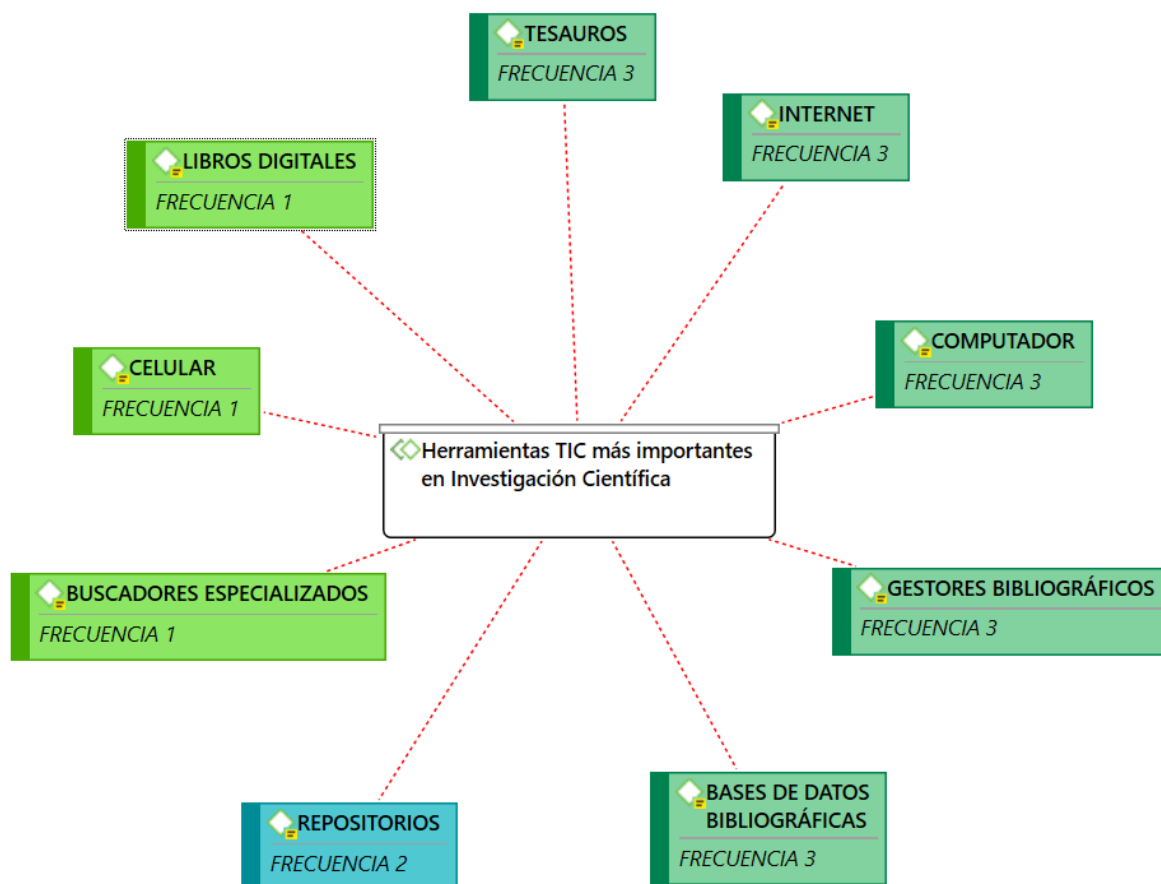 TESAUROS
FRECUENCIA 3
INTERNET
FRECUENCIA 3
LIBROS DIGITALES
FRECUENCIA 1
COMPUTADOR
FRECUENCIA 3
CELULAR
FRECUENCIA 1
Herramientas TIC más importantes
en Investigación Científica
GESTORES BIBLIOGRÁFICOS
FRECUENCIA 3
BUSCADORES ESPECIALIZADOS
FRECUENCIA 1
BASES DE DATOS
BIBLIOGRÁFICAS
FRECUENCIA 3
REPOSITORIOS
FRECUENCIA 2